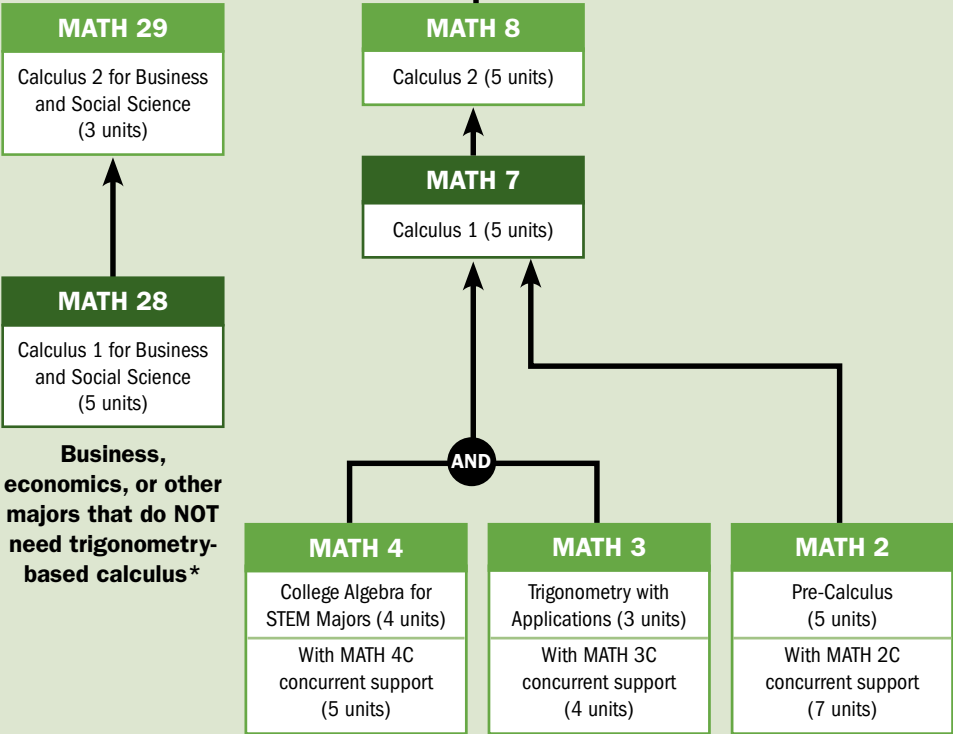 MATH 29
Calculus 2 for Business
and Social Science
(3 units)
MATH 28
Calculus 1 for Business
and Social Science
(5 units)
Business,
economics, or other
majors that do NOT
need trigonometry-
based calculus*
MATH 8
Calculus 2 (5 units)
MATH 7
Calculus 1 (5 units)
AND
MATH 4
College Algebra for
STEM Majors (4 units)
With MATH 4C
concurrent support
(5 units)
MATH 3
Trigonometry with
Applications (3 units)
With MATH 3C
concurrent support
(4 units)
MATH 2
Pre-Calculus
(5 units)
With MATH 2C
concurrent support
(7 units)